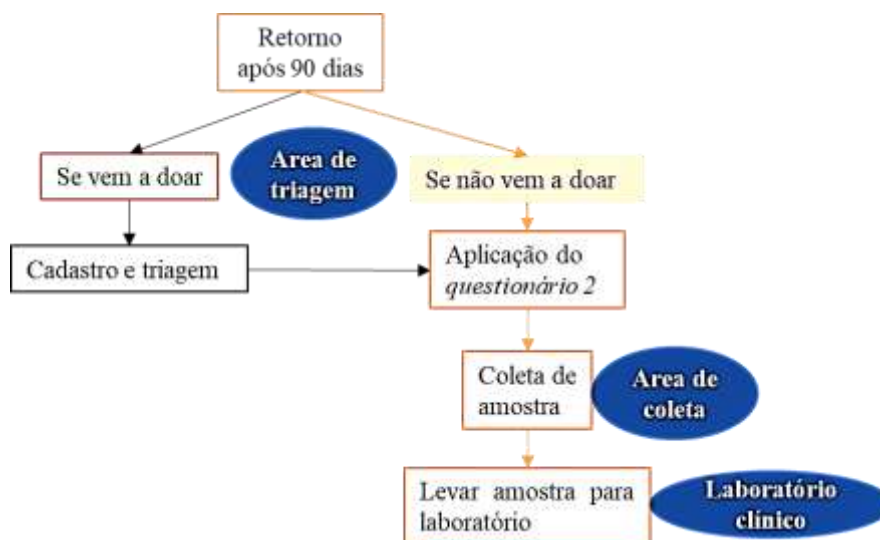 Retorno
após 90 dias
Se vem a doar
Area de
triagem
Se não vem a doar
Cadastro e triagem
Aplicação do
questionário 2
Coleta de
amostra
Area de
coleta
Levar amostra para
laboratório
Laboratório
clínico